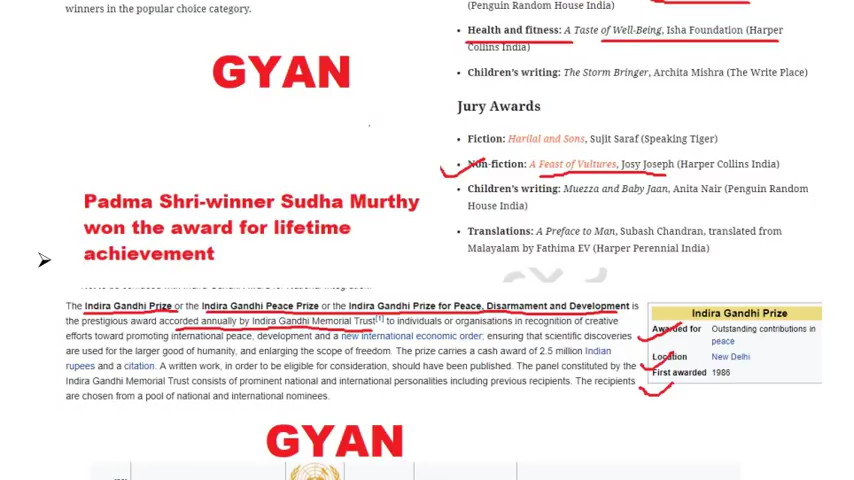 winners in the popular choice category.
GYAN
Padma Shri-winner Sudha Murthy
won the award for lifetime
achievement
(Penguin Random House India)
• Health and fitness: A Taste of Well-Being, Isha Foundation (Harper
Collins India)
• Children's writing: The Storm Bringer, Archita Mishra (The Write Place)
Jury Awards
• Fiction: Harilal and Sons, Sujit Saraf (Speaking Tiger)
• Non-fiction: A Feast of Vultures, Josy Joseph (Harper Collins India)
• Children's writing: Muezza and Baby Jaan, Anita Nair (Penguin Random
House India)
• Translations: A Preface to Man, Subash Chandran, translated from
Malayalam by Fathima EV (Harper Perennial India)
The Indira Gandhi Prize or the Indira Gandhi Peace Prize or the Indira Gandhi Prize for Peace, Disarmament and Development is
the prestigious award accorded annually by Indira Gandhi Memorial Trust[1] to individuals or organisations in recognition of creative
efforts toward promoting international peace, development and a new international economic order; ensuring that scientific discoveries
are used for the larger good of humanity, and enlarging the scope of freedom. The prize carries a cash award of 2.5 million Indian
rupees and a citation. A written work, in order to be eligible for consideration, should have been published. The panel constituted by the
Indira Gandhi Memorial Trust consists of prominent national and international personalities including previous recipients. The recipients
are chosen from a pool of national and international nominees.
Indira Gandhi Prize
Awarded for Outstanding contributions in
peace
Location New Delhi
First awarded 1986
GYAN